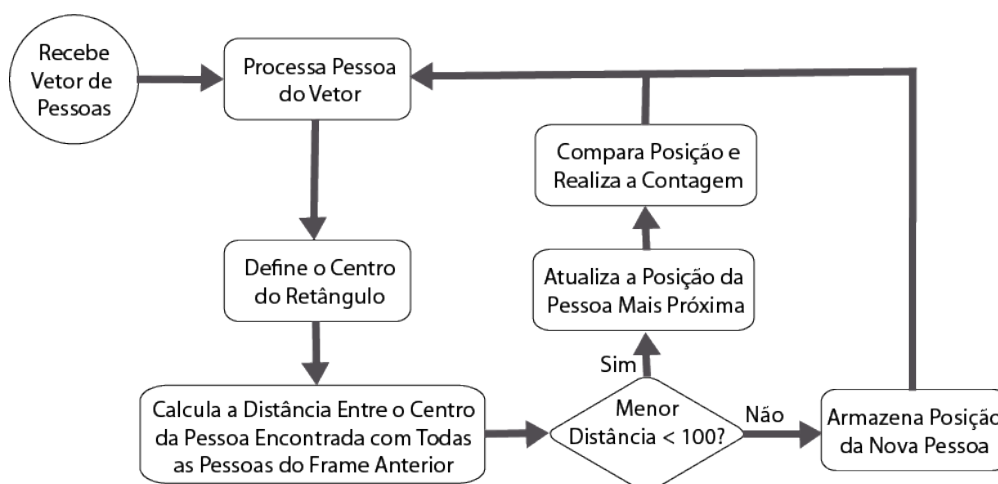 Recebe
Vetor de
Pessoas
Processa Pessoa
do Vetor
Compara Posição e
Realiza a Contagem
Define o Centro
do Retângulo
Atualiza a Posição da
Pessoa Mais Próxima
Sim
Calcula a Distância Entre o Centro
da Pessoa Encontrada com Todas
as Pessoas do Frame Anterior
Menor
Distância < 100?
Não
Armazena Posição
da Nova Pessoa